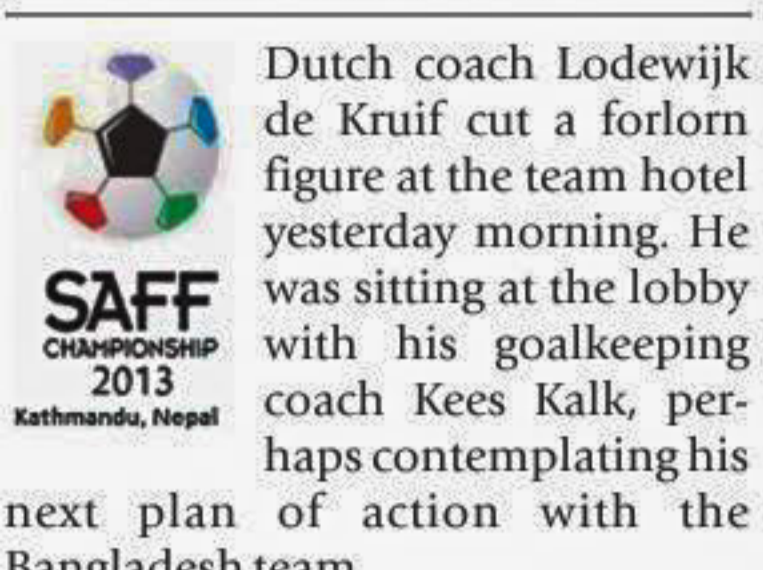 Dutch coach Lodewijk
de Kruif cut a forlorn
figure at the team hotel
yesterday morning. He
was sitting at the lobby
with his goalkeeping
coach Kees Kalk, per-
haps contemplating his
next plan of action with the
Bangladesh team
SAFF
CHAMPIONSHIP
2013
Kathmandu, Nepal